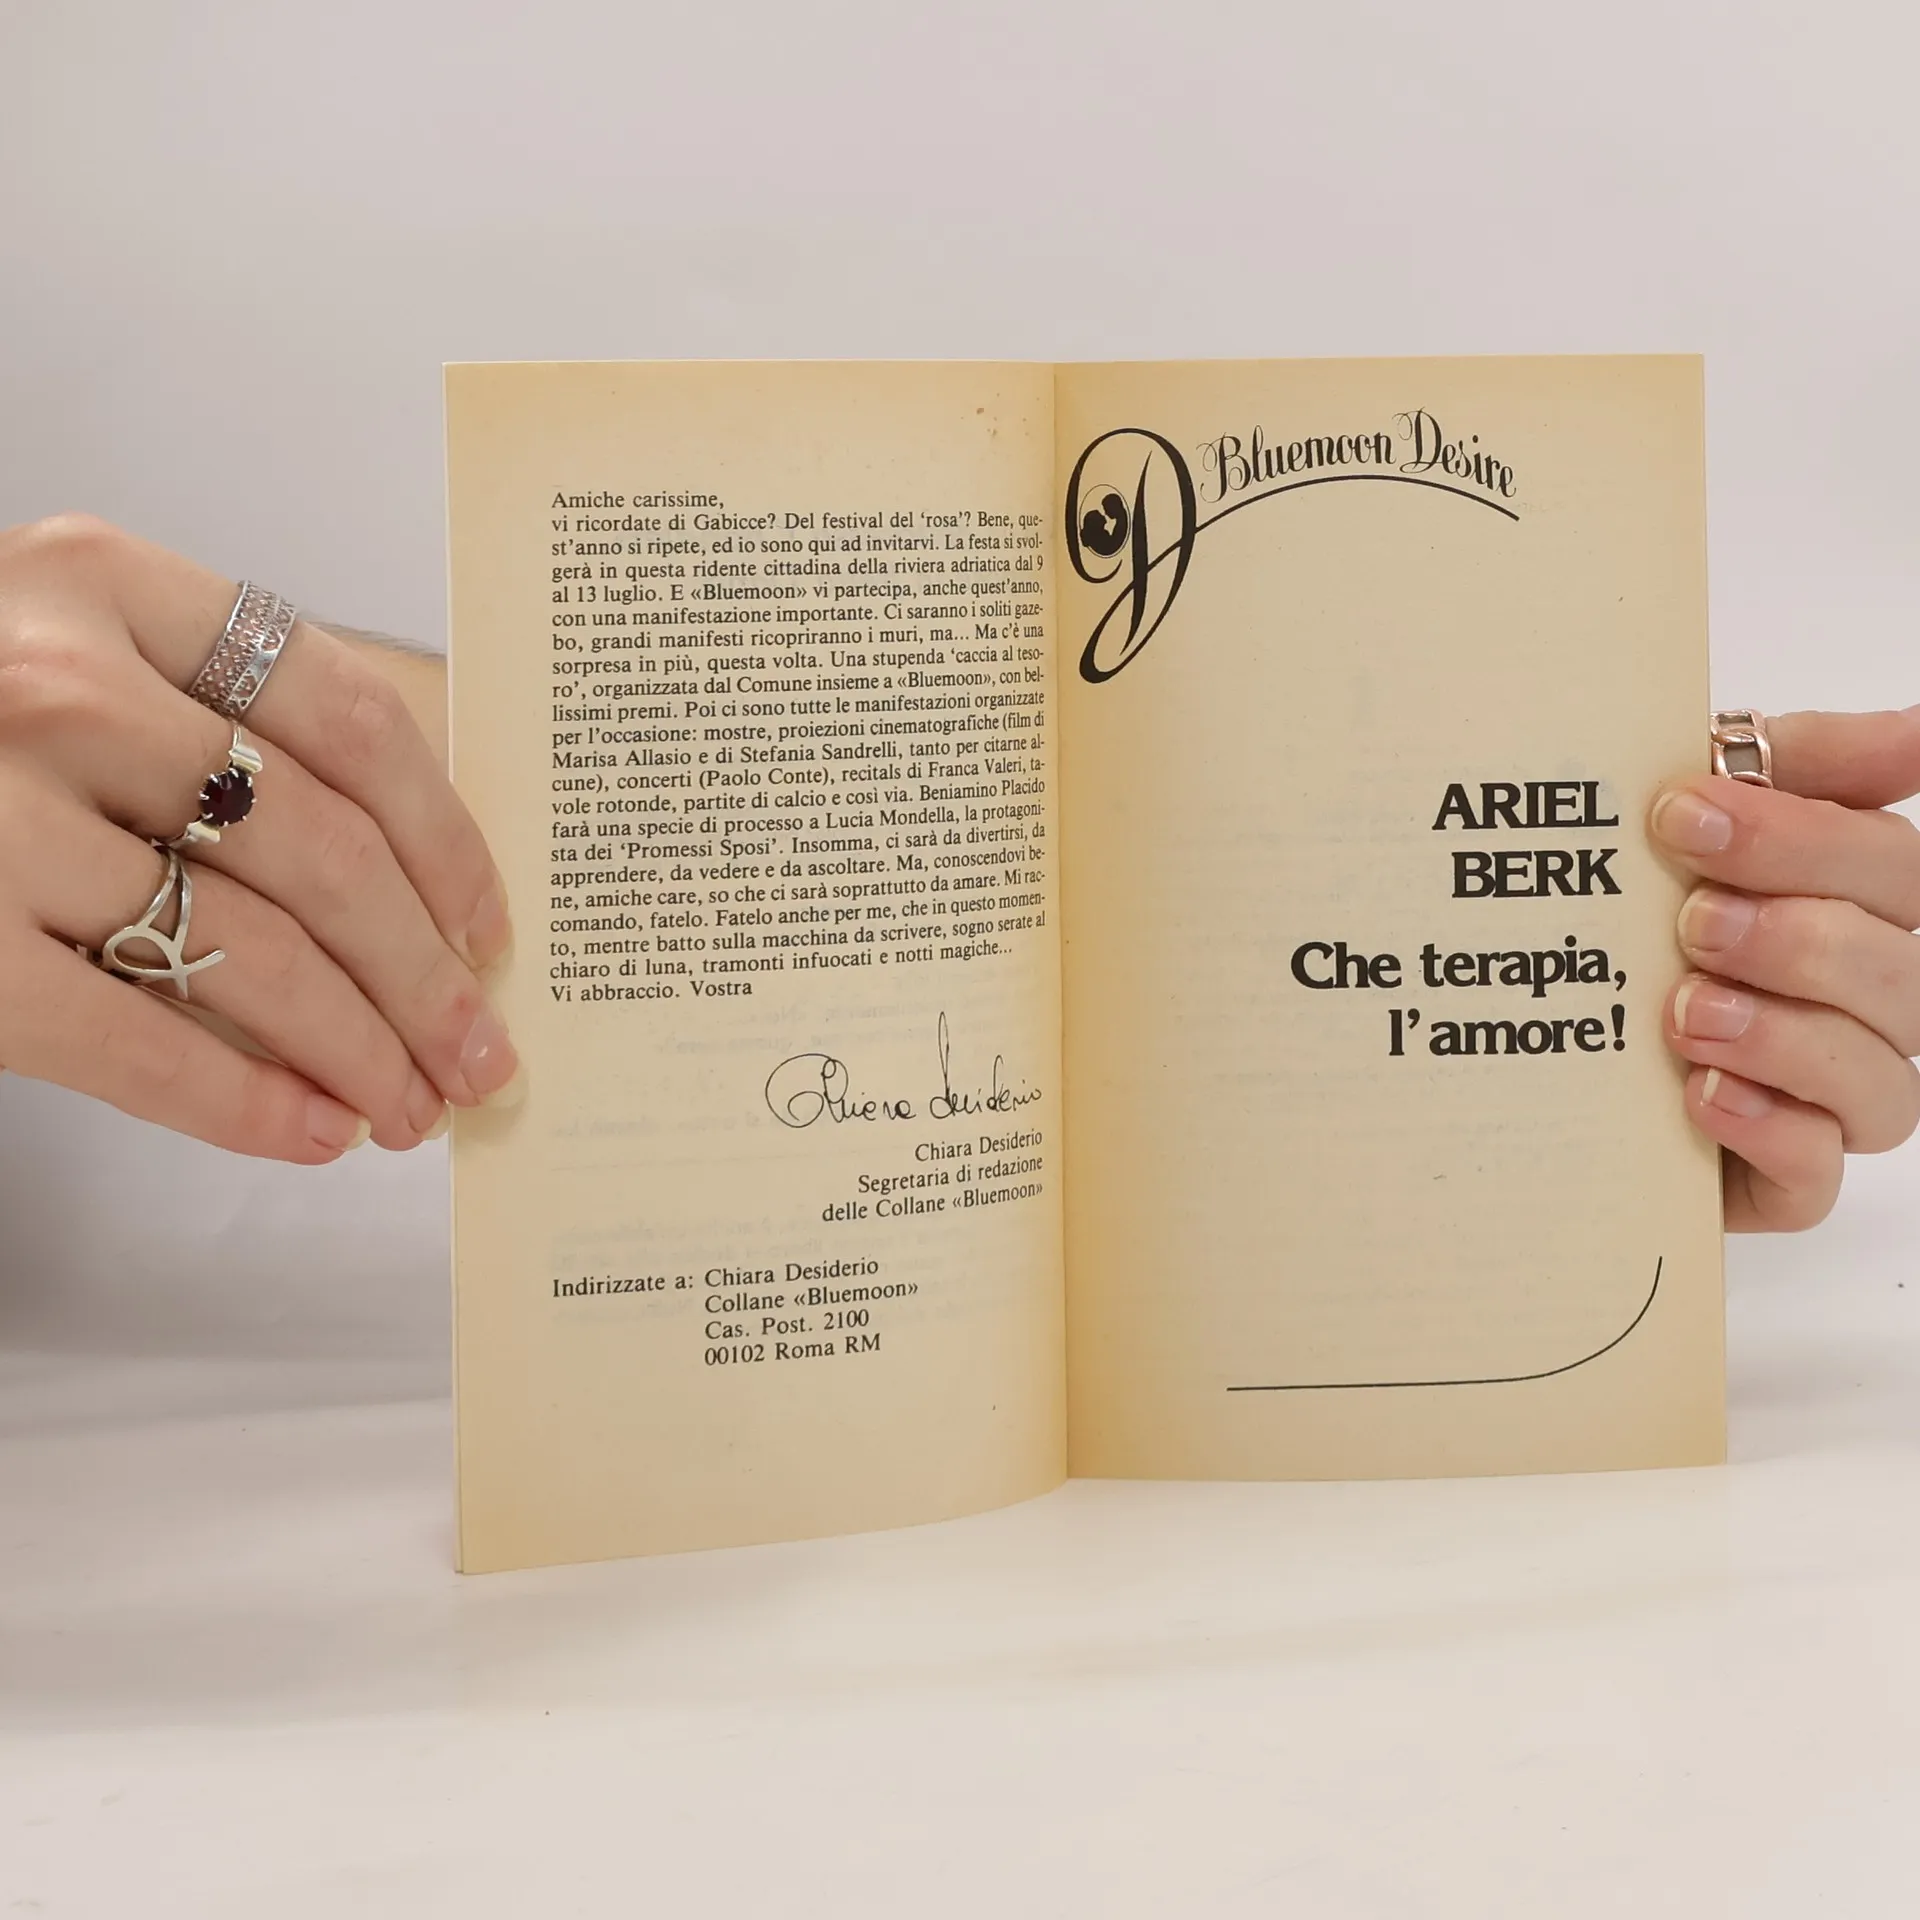 Amiche carissime,
vi ricordate di Gabicce? Del festival del ‘rosa’? Bene, que-
st’anno si ripete, ed io sono qui ad invitarvi. La festa si svol-
gerà in questa ridente cittadina della riviera adriatica dal 9
al 13 luglio. E «Bluemoon» vi partecipa, anche quest’anno,
con una manifestazione importante. Ci saranno i soliti gaze-
bo, grandi manifesti ricopriranno i muri, ma... Ma c’è una
sorpresa in più, questa volta. Una stupenda ‘caccia al teso-
ro’, organizzata dal Comune insieme a «Bluemoon», con bel-
lissimi premi. Poi ci sono tutte le manifestazioni organizzate
per l’occasione: mostre, proiezioni cinematografiche (film di
Marisa Allasio e di Stefania Sandrelli, tanto per citarne al-
cune), concerti (Paolo Conte), recitals di Franca Valeri, ta-
vole rotonde, partite di calcio e così via. Beniamino Placido
farà una specie di processo a Lucia Mondella, la protagoni-
sta dei ‘Promessi Sposi’. Insomma, ci sarà da divertirsi, da
apprendere, da vedere e da ascoltare. Ma, conoscendovi be-
ne, amiche care, so che ci sarà soprattutto da amare. Mi rac-
comando, fatelo. Fatelo anche per me, che in questo momen-
to, mentre batto sulla macchina da scrivere, sogno serate al
chiaro di luna, tramonti infuocati e notti magiche...
Vi abbraccio. Vostra
Chiara Desiderio
Chiara Desiderio
Segretaria di redazione
delle Collane «Bluemoon»
Indirizzate a: Chiara Desiderio
Collane «Bluemoon»
Cas. Post. 2100
00102 Roma RM
D Bluemoon Desire
ARIEL
BERK
Che terapia,
l’amore!